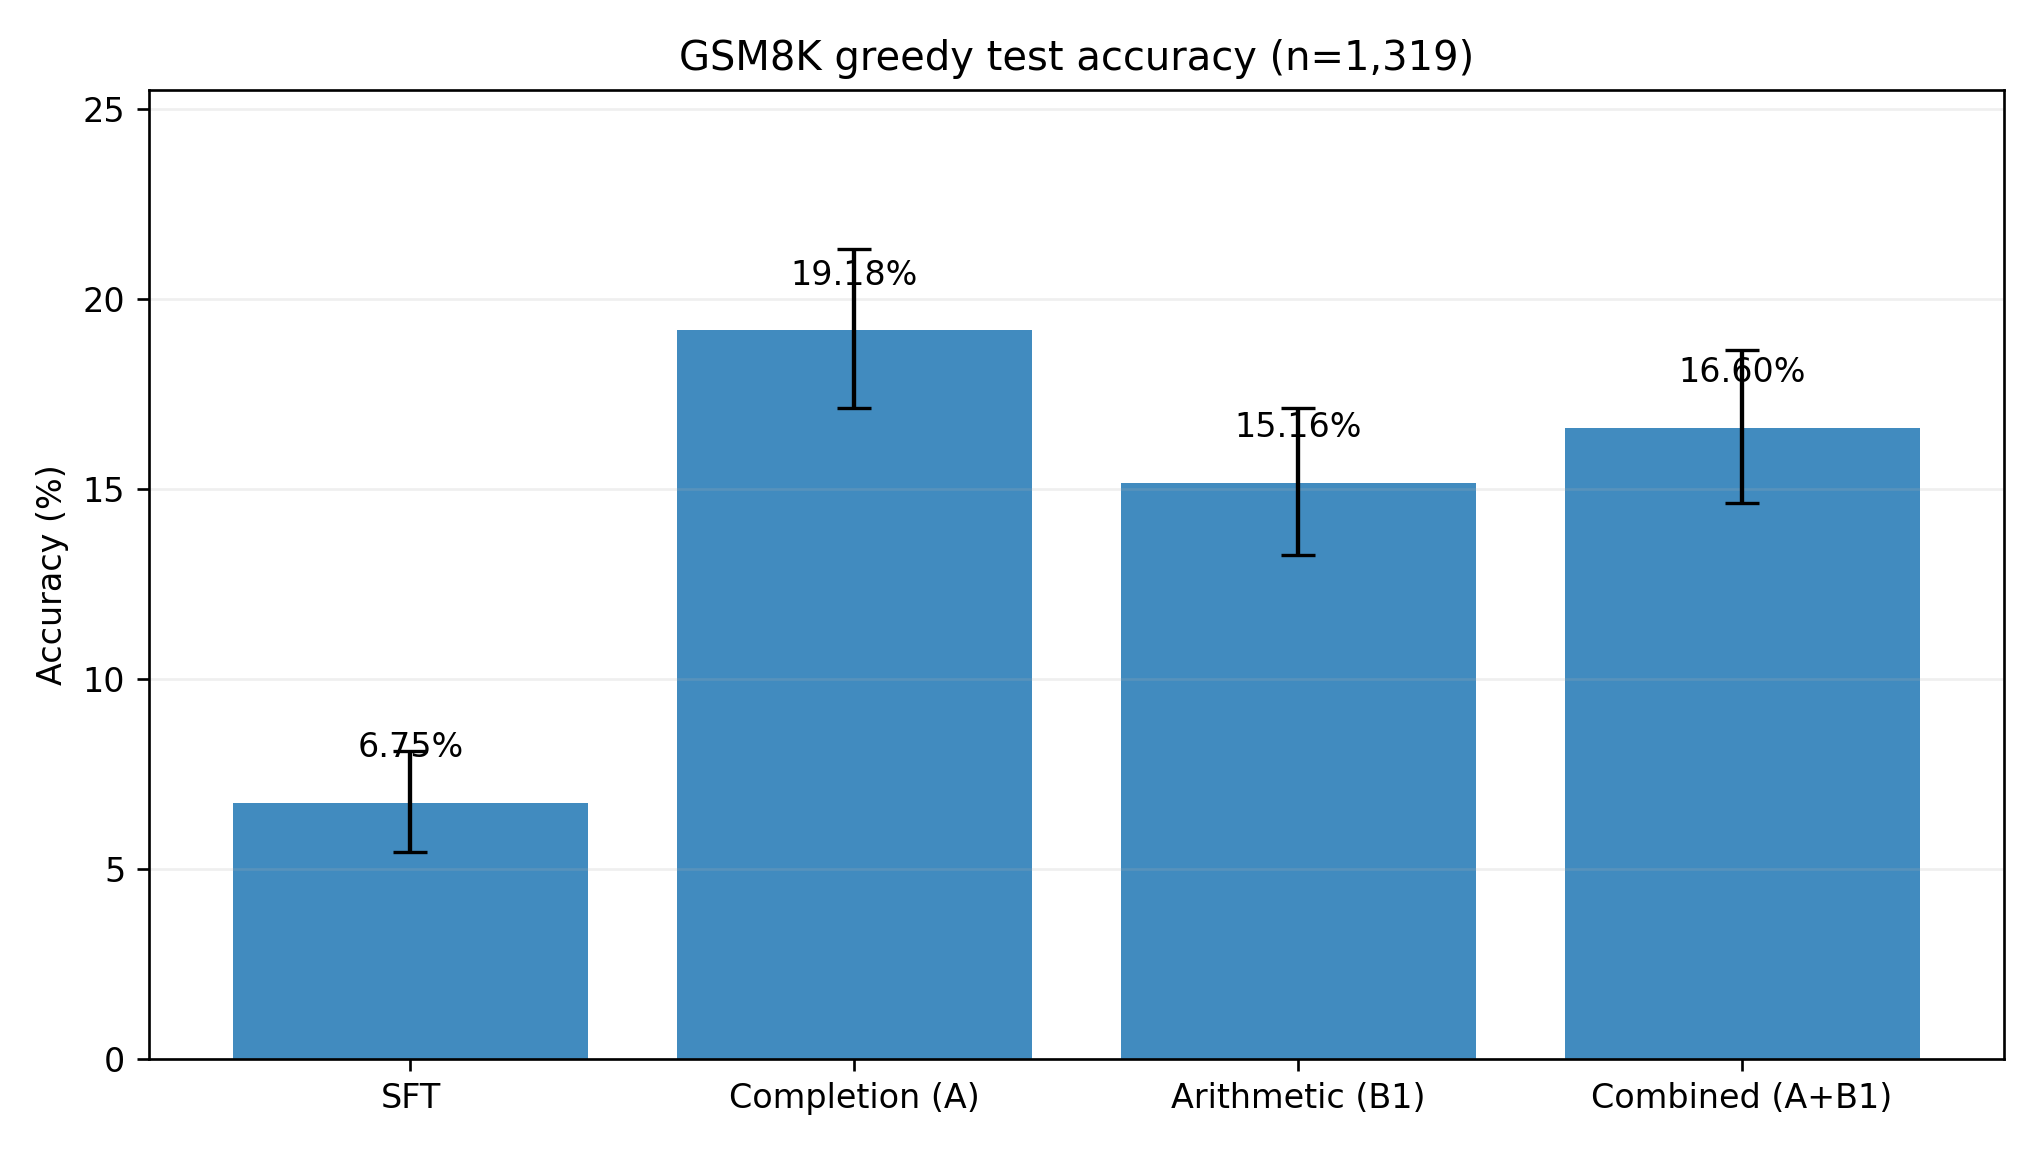 GSM8K greedy test accuracy (n=1,319)
Accuracy (%)
25
20
15
10
5
0
6.75%
19.18%
15.16%
16.60%
SFT
Completion (A)
Arithmetic (B1)
Combined (A+B1)